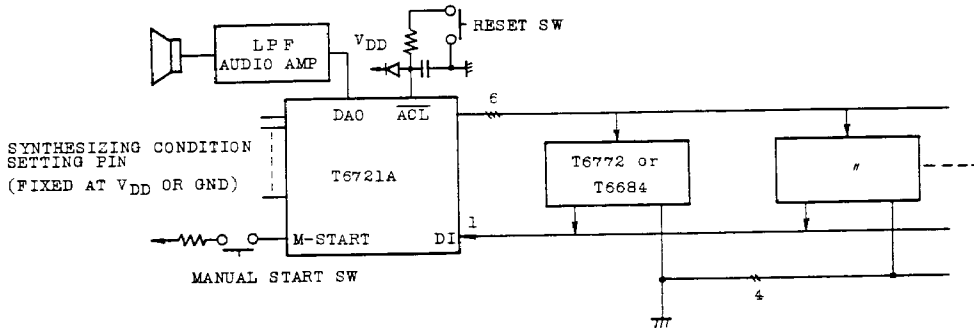 RESET SW
V DD
LPF
AUDIO AMP
6
DAO
ACL
SYNTHESIZING CONDITION
SETTING PIN
(FIXED AT VDD OR GND)
T6721A
T6772 or
T6684
〃
1
M-START
DI
MANUAL START SW
4